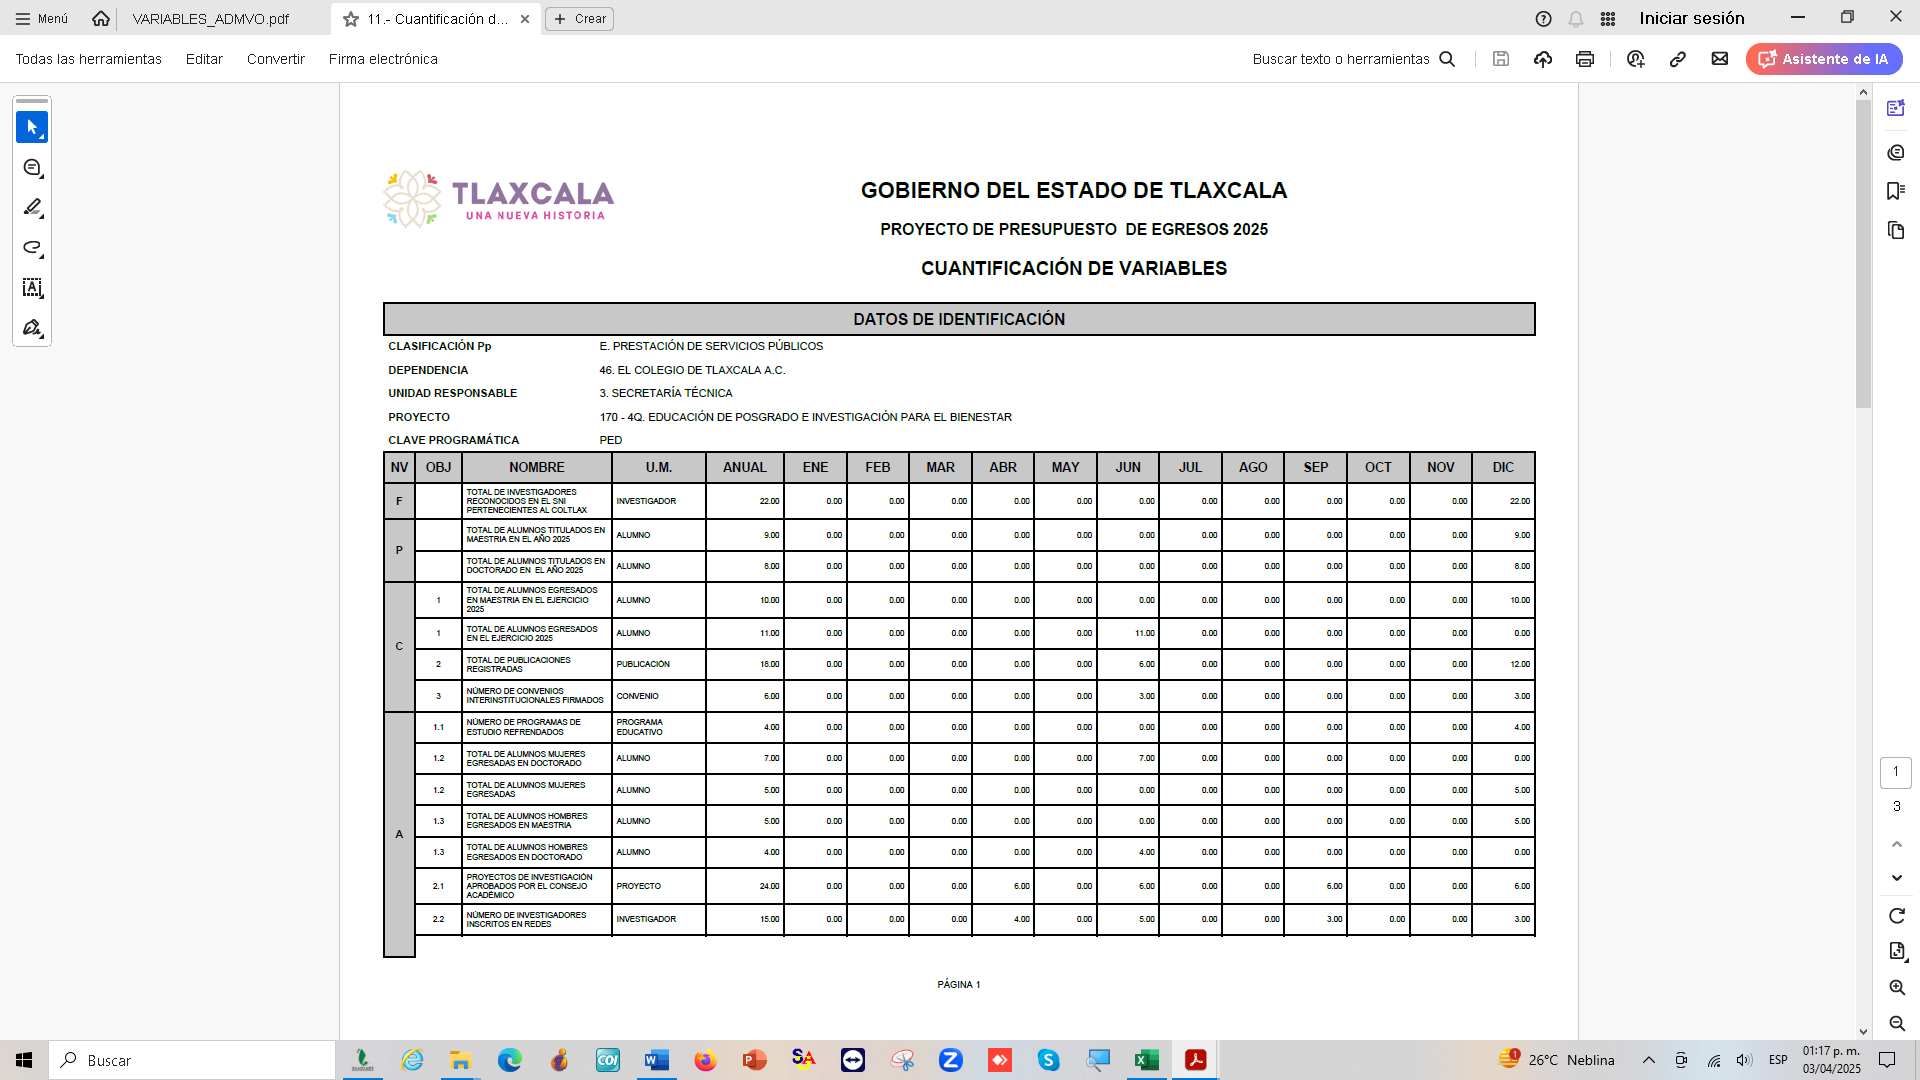 Menú
VARIABLES_ADMVO.pdf
11.- Cuantificación d...
Crear
Iniciar sesión
Todas las herramientas
Editar
Convertir
Firma electrónica
Buscar texto o herramientas
Asistente de IA
TLAXCALA
UNA NUEVA HISTORIA
GOBIERNO DEL ESTADO DE TLAXCALA
PROYECTO DE PRESUPUESTO DE EGRESOS 2025
CUANTIFICACIÓN DE VARIABLES
DATOS DE IDENTIFICACIÓN
CLASIFICACIÓN Pp E. PRESTACIÓN DE SERVICIOS PÚBLICOS
DEPENDENCIA 46. EL COLEGIO DE TLAXCALA A.C.
UNIDAD RESPONSABLE 3. SECRETARÍA TÉCNICA
PROYECTO 170 - 4Q. EDUCACIÓN DE POSGRADO E INVESTIGACIÓN PARA EL BIENESTAR
CLAVE PROGRAMÁTICA PED
NV OBJ NOMBRE U.M. ANUAL ENE FEB MAR ABR MAY JUN JUL AGO SEP OCT NOV DIC
F
TOTAL DE INVESTIGADORES
RECONOCIDOS EN EL SNI
PERTENECIENTES AL COLTLAX
INVESTIGADOR 22.00 0.00 0.00 0.00 0.00 0.00 0.00 0.00 0.00 0.00 0.00 0.00 22.00
P
TOTAL DE ALUMNOS TITULADOS EN
MAESTRIA EN EL AÑO 2025
ALUMNO 9.00 0.00 0.00 0.00 0.00 0.00 0.00 0.00 0.00 0.00 0.00 0.00 9.00
TOTAL DE ALUMNOS TITULADOS EN
DOCTORADO EN EL AÑO 2025
ALUMNO 8.00 0.00 0.00 0.00 0.00 0.00 0.00 0.00 0.00 0.00 0.00 0.00 8.00
C
1
TOTAL DE ALUMNOS EGRESADOS
EN MAESTRIA EN EL EJERCICIO
2025
ALUMNO 10.00 0.00 0.00 0.00 0.00 0.00 0.00 0.00 0.00 0.00 0.00 0.00 10.00
1
TOTAL DE ALUMNOS EGRESADOS
EN EL EJERCICIO 2025
ALUMNO 11.00 0.00 0.00 0.00 0.00 0.00 11.00 0.00 0.00 0.00 0.00 0.00 0.00
2
TOTAL DE PUBLICACIONES
REGISTRADAS
PUBLICACIÓN 18.00 0.00 0.00 0.00 0.00 0.00 6.00 0.00 0.00 0.00 0.00 0.00 12.00
3
NÚMERO DE CONVENIOS
INTERINSTITUCIONALES FIRMADOS
CONVENIO 6.00 0.00 0.00 0.00 0.00 0.00 3.00 0.00 0.00 0.00 0.00 0.00 3.00
A
1.1
NÚMERO DE PROGRAMAS DE
ESTUDIO REFRENDADOS
PROGRAMA
EDUCATIVO
4.00 0.00 0.00 0.00 0.00 0.00 0.00 0.00 0.00 0.00 0.00 0.00 4.00
1.2
TOTAL DE ALUMNOS MUJERES
EGRESADAS EN DOCTORADO
ALUMNO 7.00 0.00 0.00 0.00 0.00 0.00 7.00 0.00 0.00 0.00 0.00 0.00 0.00
1.2
TOTAL DE ALUMNOS MUJERES
EGRESADAS
ALUMNO 5.00 0.00 0.00 0.00 0.00 0.00 0.00 0.00 0.00 0.00 0.00 0.00 5.00
1.3
TOTAL DE ALUMNOS HOMBRES
EGRESADOS EN MAESTRIA
ALUMNO 5.00 0.00 0.00 0.00 0.00 0.00 0.00 0.00 0.00 0.00 0.00 0.00 5.00
1.3
TOTAL DE ALUMNOS HOMBRES
EGRESADOS EN DOCTORADO
ALUMNO 4.00 0.00 0.00 0.00 0.00 0.00 4.00 0.00 0.00 0.00 0.00 0.00 0.00
2.1
PROYECTOS DE INVESTIGACIÓN
APROBADOS POR EL CONSEJO
ACADÉMICO
PROYECTO 24.00 0.00 0.00 0.00 6.00 0.00 6.00 0.00 0.00 6.00 0.00 0.00 6.00
2.2
NÚMERO DE INVESTIGADORES
INSCRITOS EN REDES
INVESTIGADOR 15.00 0.00 0.00 0.00 4.00 0.00 5.00 0.00 0.00 3.00 0.00 0.00 3.00
PÁGINA 1
1
3
Buscar
COI
1
26°C Neblina
ESP
01:17 p. m.
03/04/2025